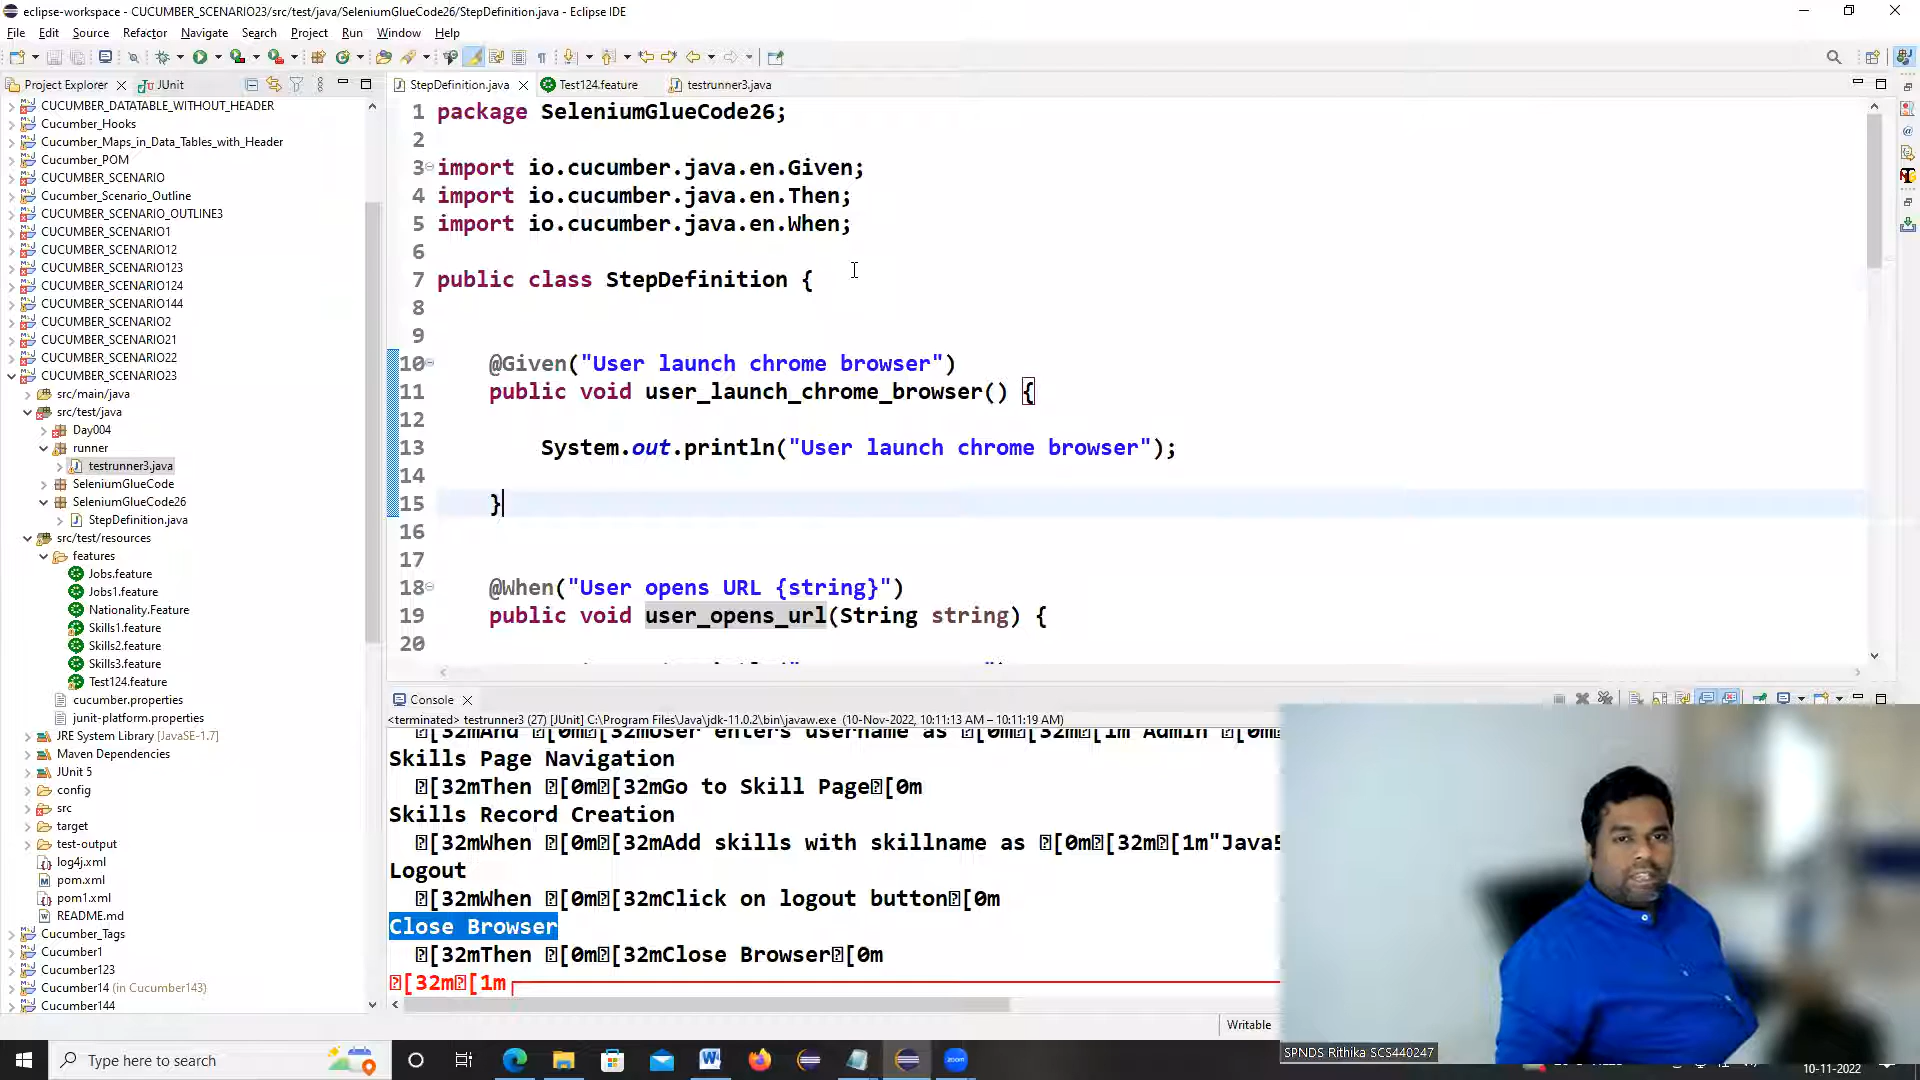 eclipse-workspace - CUCUMBER_SCENARIO23/src/test/java/SeleniumGlueCode26/StepDefinition.java - Eclipse IDE
File Edit Source Refactor Navigate Search Project Run Window Help
Project Explorer JUnit
StepDefinition.java Test124.feature testrunner3.java
CUCUMBER_DATATABLE_WITHOUT_HEADER
Cucumber_Hooks
Cucumber_Maps_in_Data_Tables_with_Header
Cucumber_POM
CUCUMBER_SCENARIO
Cucumber_Scenario_Outline
CUCUMBER_SCENARIO_OUTLINE3
CUCUMBER_SCENARIO1
CUCUMBER_SCENARIO12
CUCUMBER_SCENARIO123
CUCUMBER_SCENARIO124
CUCUMBER_SCENARIO144
CUCUMBER_SCENARIO2
CUCUMBER_SCENARIO21
CUCUMBER_SCENARIO22
CUCUMBER_SCENARIO23
src/main/java
src/test/java
Day004
runner
testrunner3.java
SeleniumGlueCode
SeleniumGlueCode26
StepDefinition.java
src/test/resources
features
Jobs.feature
Jobs1.feature
Nationality.Feature
Skills1.feature
Skills2.feature
Skills3.feature
Test124.feature
cucumber.properties
junit-platform.properties
JRE System Library [JavaSE-1.7]
Maven Dependencies
JUnit 5
config
src
target
test-output
log4j.xml
pom.xml
pom1.xml
README.md
Cucumber_Tags
Cucumber1
Cucumber123
Cucumber14 (in Cucumber143)
Cucumber144
1 package SeleniumGlueCode26;
2
3 import io.cucumber.java.en.Given;
4 import io.cucumber.java.en.Then;
5 import io.cucumber.java.en.When;
6
7 public class StepDefinition {
8
9
10 @Given("User launch chrome browser")
11 public void user_launch_chrome_browser() {
12
13 System.out.println("User launch chrome browser");
14
15 }
16
17
18 @When("User opens URL {string}")
19 public void user_opens_url(String string) {
20
Console
<terminated> testrunner3 (27) [JUnit] C:\Program Files\Java\jdk-11.0.2\bin\javaw.exe (10-Nov-2022, 10:11:13 AM – 10:11:19 AM)
[32mAnd [0m[32mUser enters username as [0m[32m[1m Admin [0m
Skills Page Navigation
[32mThen [0m[32mGo to Skill Page[0m
Skills Record Creation
[32mWhen [0m[32mAdd skills with skillname as [0m[32m[1m"Java5
Logout
[32mWhen [0m[32mClick on logout button[0m
Close Browser
[32mThen [0m[32mClose Browser[0m
[32m[1m
Writable
SPNDS Rithika SCS440247
Type here to search
zoom
10-11-2022